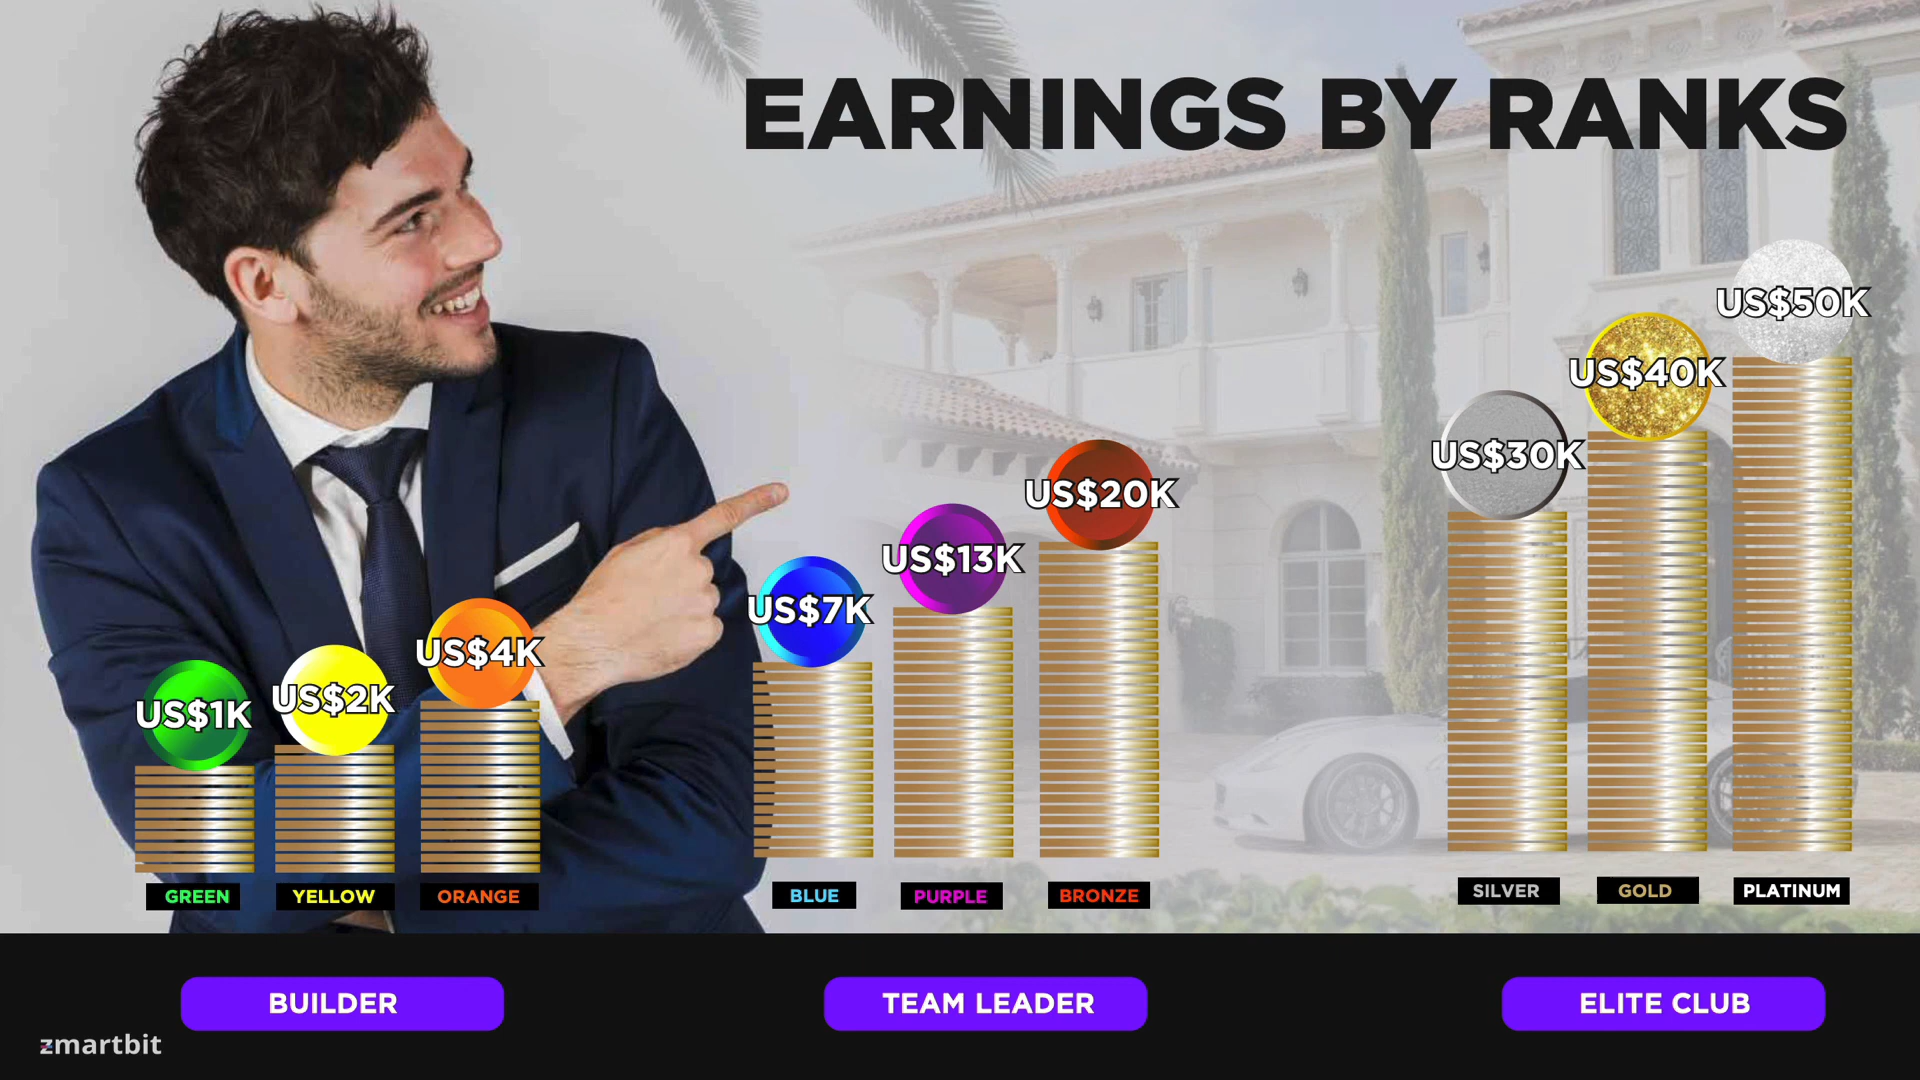 EARNINGS BY RANKS
US$1K
US$2K
US$4K
US$7K
US$13K
US$20K
US$30K
US$40K
US$50K
GREEN
YELLOW
ORANGE
BLUE
PURPLE
BRONZE
SILVER
GOLD
PLATINUM
BUILDER
TEAM LEADER
ELITE CLUB
zmartbit